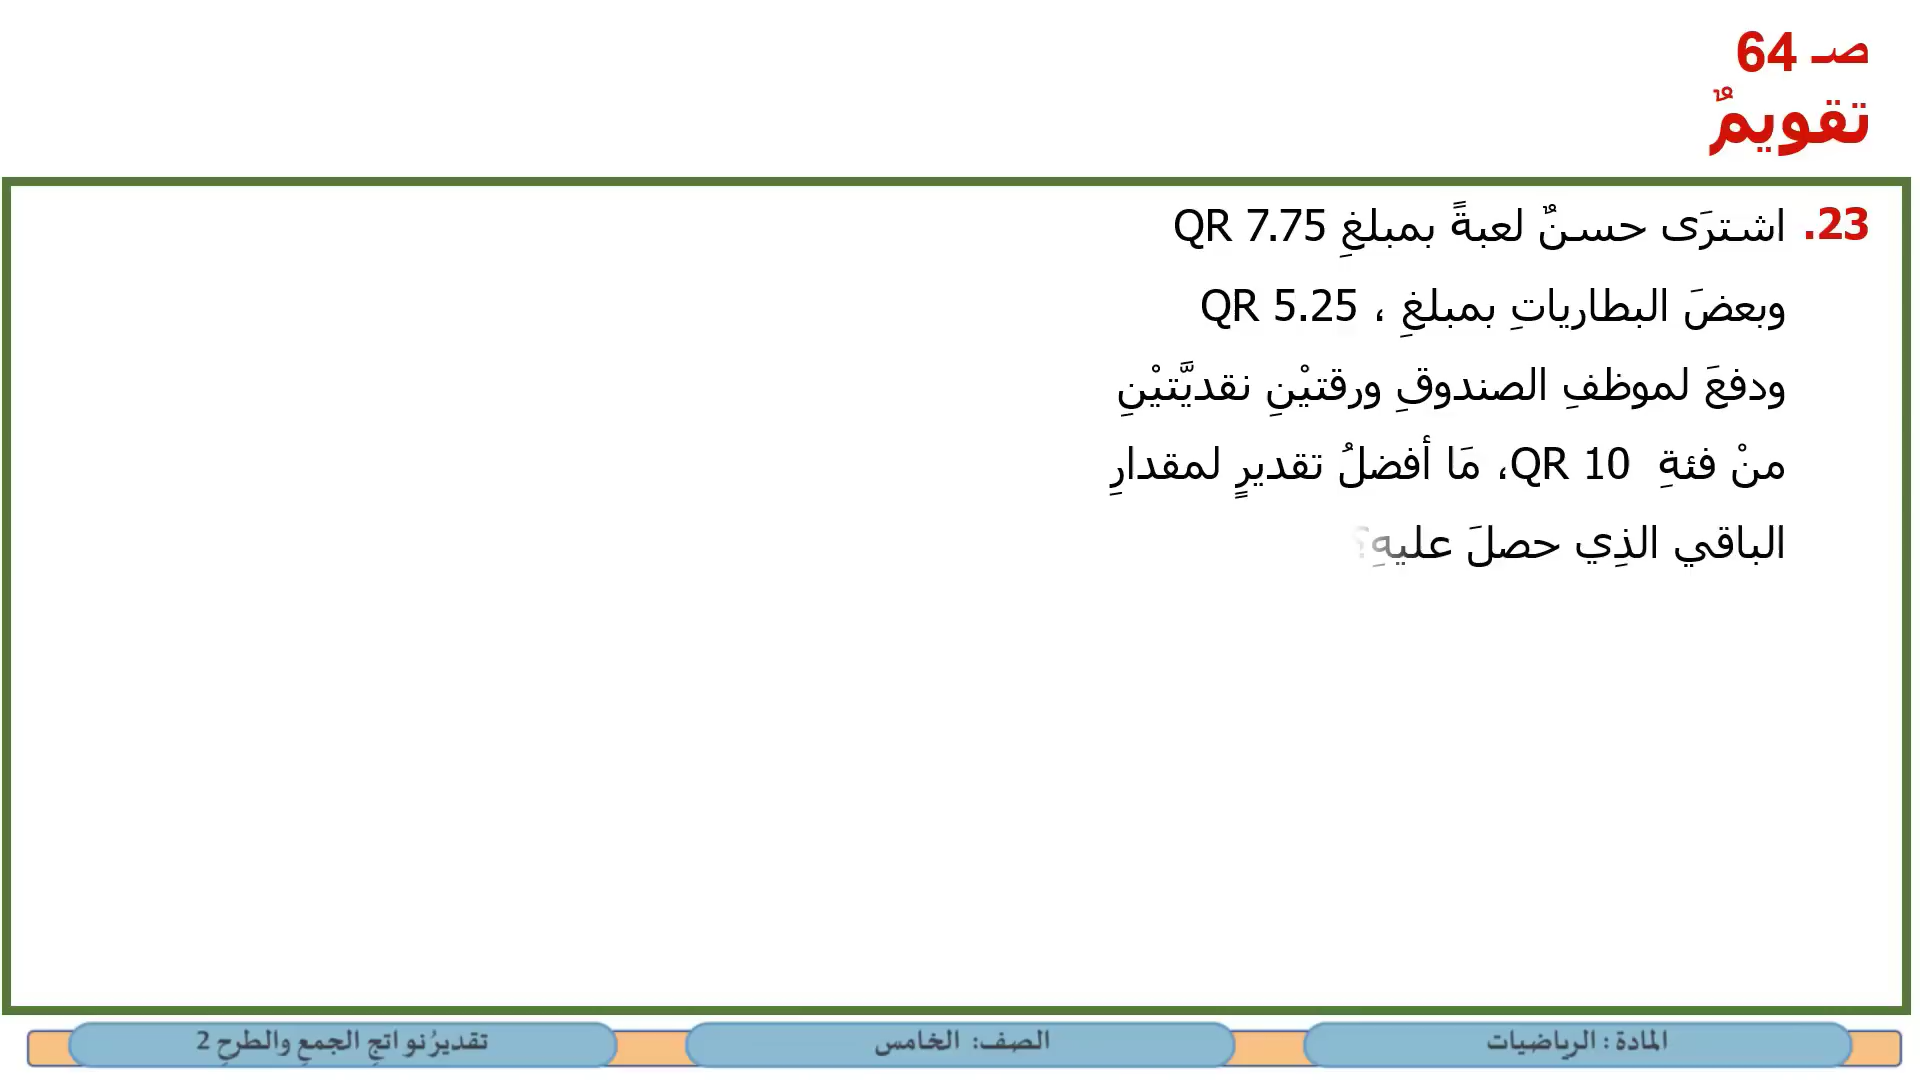 صـ 64
تقويمٌ
23. اشترَى حسنٌ لعبةً بمبلغِ QR 7.75
وبعضَ البطارياتِ بمبلغِ ، QR 5.25
ودفعَ لموظفِ الصندوقِ ورقتيْنِ نقديَّتيْنِ
منْ فئةِ QR 10، مَا أفضلُ تقديرٍ لمقدارِ
الباقي الذِي حصلَ عليهِ؟
المادة : الرياضيات
الصف: الخامس
تقديرُ نواتجِ الجمعِ والطرحِ 2